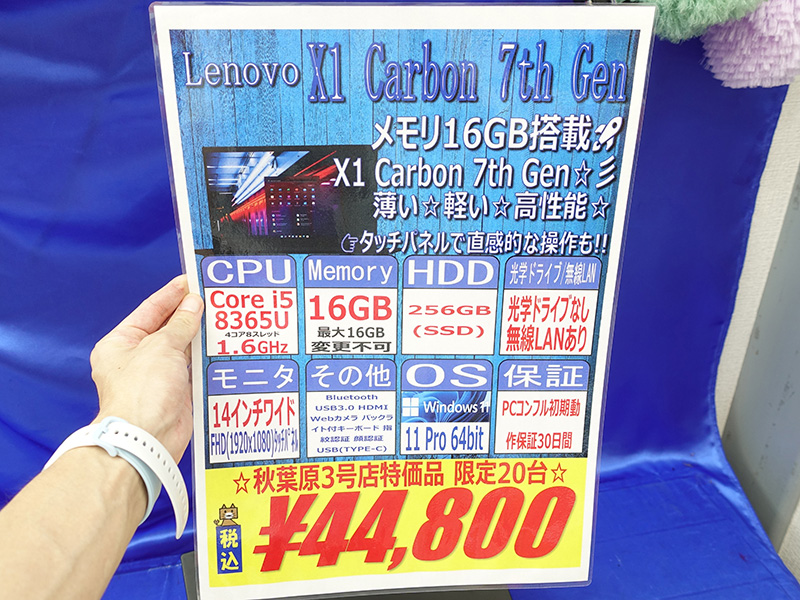 Lenovo X1 Carbon 7th Gen
メモリ16GB搭載
X1 Carbon 7th Gen☆彡
薄い☆軽い☆高性能☆
☞タッチパネルで直感的な操作も!!
CPU
Core i5
8365U
4コア8スレッド
1.6GHz
Memory
16GB
最大16GB
変更不可
HDD
256GB
(SSD)
光学ドライブ/無線LAN
光学ドライブなし
無線LANあり
モニタ
14インチワイド
FHD(1920x1080)タッチパネル
その他
Bluetooth
USB3.0 HDMI
Webカメラ バックラ
イト付キーボード 指
紋認証 顔認証
USB(TYPE-C)
OS
Windows 11
11 Pro 64bit
保証
PCコンフル初期動
作保証30日間
☆秋葉原3号店特価品 限定20台☆
税込
¥44,800